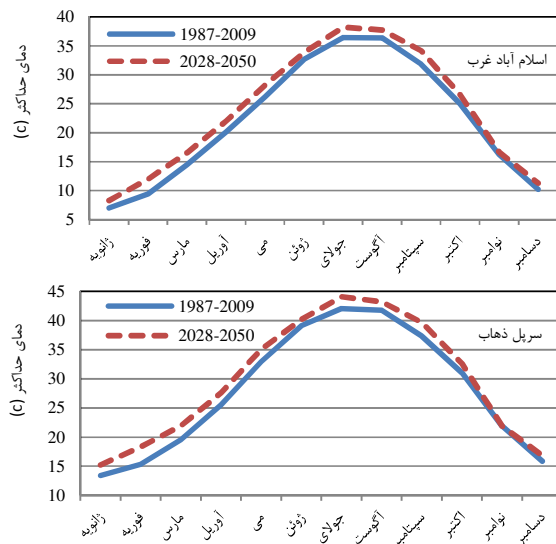 40
35
30
25
20
15
10
5
دمای حداکثر (c)
1987-2009
2028-2050
اسلام آباد غرب
ژانویه
فوریه
مارس
آوریل
می
ژوئن
جولای
آگوست
سپتامبر
اکتبر
نوامبر
دسامبر
45
40
35
30
25
20
15
10
دمای حداکثر (c)
1987-2009
2028-2050
سرپل ذهاب
ژانویه
فوریه
مارس
آوریل
می
ژوئن
جولای
آگوست
سپتامبر
اکتبر
نوامبر
دسامبر